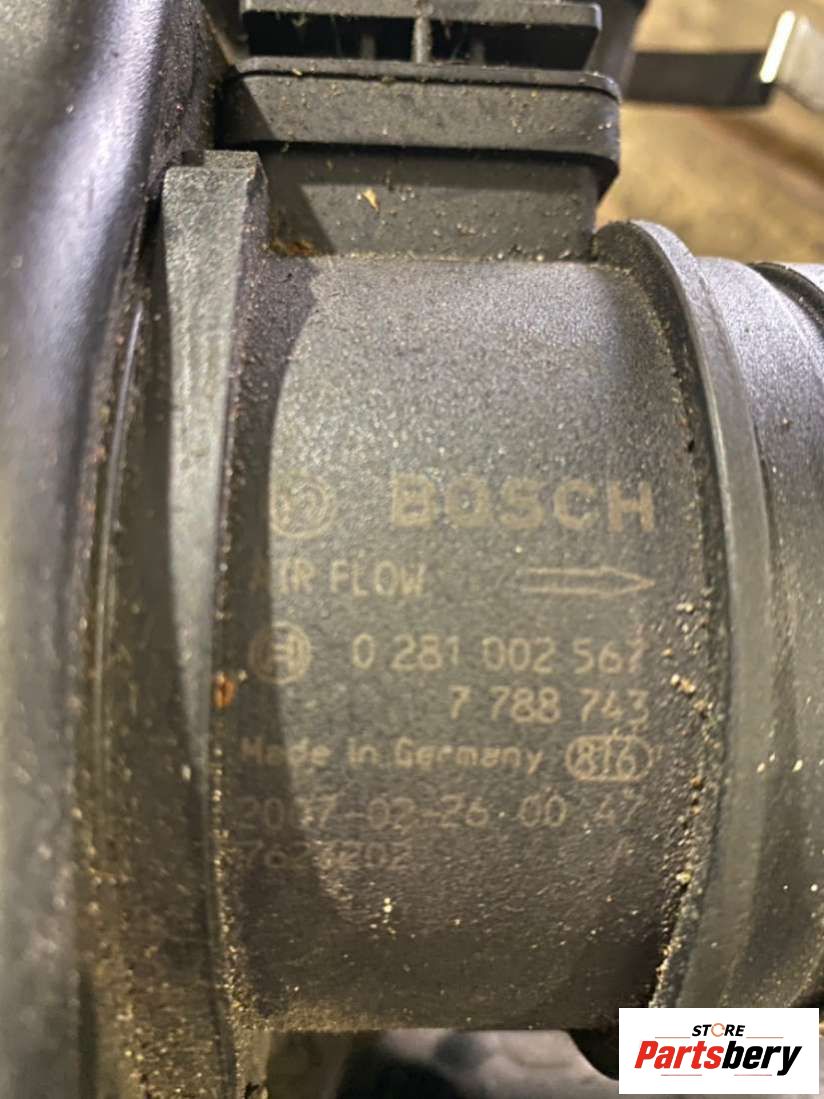 BOSCH
AIR FLOW
0 281 002 567
7 788 743
Made in Germany 816
2007-02-26 00 47
STORE
Partsbery